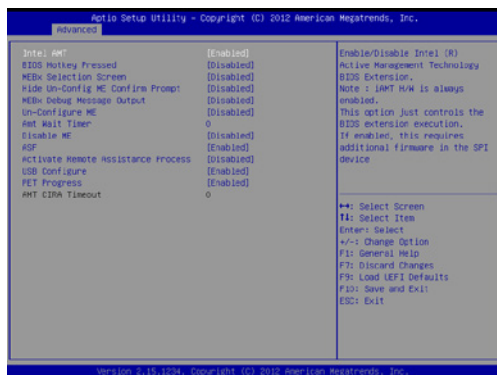 Aptio Setup Utility - Copyright (C) 2012 American Megatrends, Inc.
Advanced
Intel AMT [Enabled]
BIOS Hotkey Pressed [Disabled]
MEBx Selection Screen [Disabled]
Hide Un-Config ME Confirm Prompt [Disabled]
MEBx Debug Message Output [Disabled]
Un-Configure ME [Disabled]
Amt Wait Timer 0
Disable ME [Disabled]
ASF [Enabled]
Activate Remote Assistance Process [Disabled]
USB Configure [Enabled]
PET Progress [Enabled]
AMT CIRA Timeout 0
Enable/Disable Intel (R)
Active Management Technology
BIOS Extension.
Note : iAMT H/W is always
enabled.
This option just controls the
BIOS extension execution.
If enabled, this requires
additional firmware in the SPI
device
→←: Select Screen
↑↓: Select Item
Enter: Select
+/-: Change Option
F1: General Help
F7: Discard Changes
F9: Load UEFI Defaults
F10: Save and Exit
ESC: Exit
Version 2.15.1234. Copyright (C) 2012 American Megatrends, Inc.